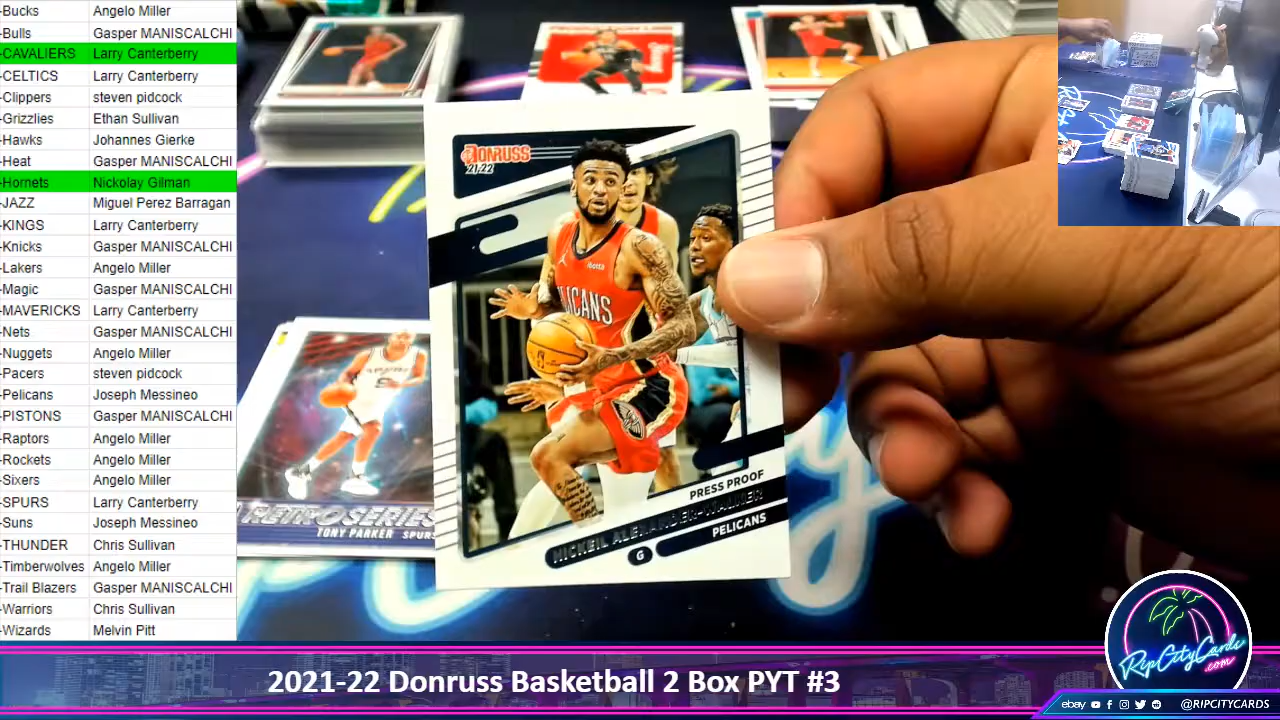 -Bucks Angelo Miller
-Bulls Gasper MANISCALCHI
-CAVALIERS Larry Canterberry
-CELTICS Larry Canterberry
-Clippers steven pidcock
-Grizzlies Ethan Sullivan
-Hawks Johannes Gierke
-Heat Gasper MANISCALCHI
-Hornets Nickolay Gilman
-JAZZ Miguel Perez Barragan
-KINGS Larry Canterberry
-Knicks Gasper MANISCALCHI
-Lakers Angelo Miller
-Magic Gasper MANISCALCHI
-MAVERICKS Larry Canterberry
-Nets Gasper MANISCALCHI
-Nuggets Angelo Miller
-Pacers steven pidcock
-Pelicans Joseph Messineo
-PISTONS Gasper MANISCALCHI
-Raptors Angelo Miller
-Rockets Angelo Miller
-Sixers Angelo Miller
-SPURS Larry Canterberry
-Suns Joseph Messineo
-THUNDER Chris Sullivan
-Timberwolves Angelo Miller
-Trail Blazers Gasper MANISCALCHI
-Warriors Chris Sullivan
-Wizards Melvin Pitt
DONRUSS
21-22
PELICANS
PRESS PROOF
NICKEIL ALEXANDER-WALKER
PELICANS
G
RETRO SERIES
TONY PARKER SPURS
RipCityCards
.com
2021-22 Donruss Basketball 2 Box PYT #3
ebay @RIPCITYCARDS